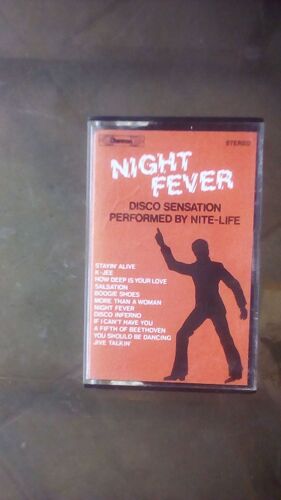 STEREO
NIGHT
FEVER
DISCO SENSATION
PERFORMED BY NITE-LIFE
STAYIN' ALIVE
K-JEE
HOW DEEP IS YOUR LOVE
SALSATION
BOOGIE SHOES
MORE THAN A WOMAN
NIGHT FEVER
DISCO INFERNO
IF I CAN'T HAVE YOU
A FIFTH OF BEETHOVEN
YOU SHOULD BE DANCING
JIVE TALKIN'